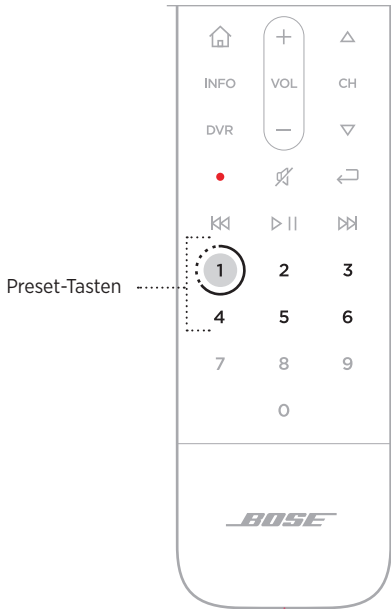 INFO VOL CH
DVR
1 2 3
Preset-Tasten
4 5 6
7 8 9
0
BOSE